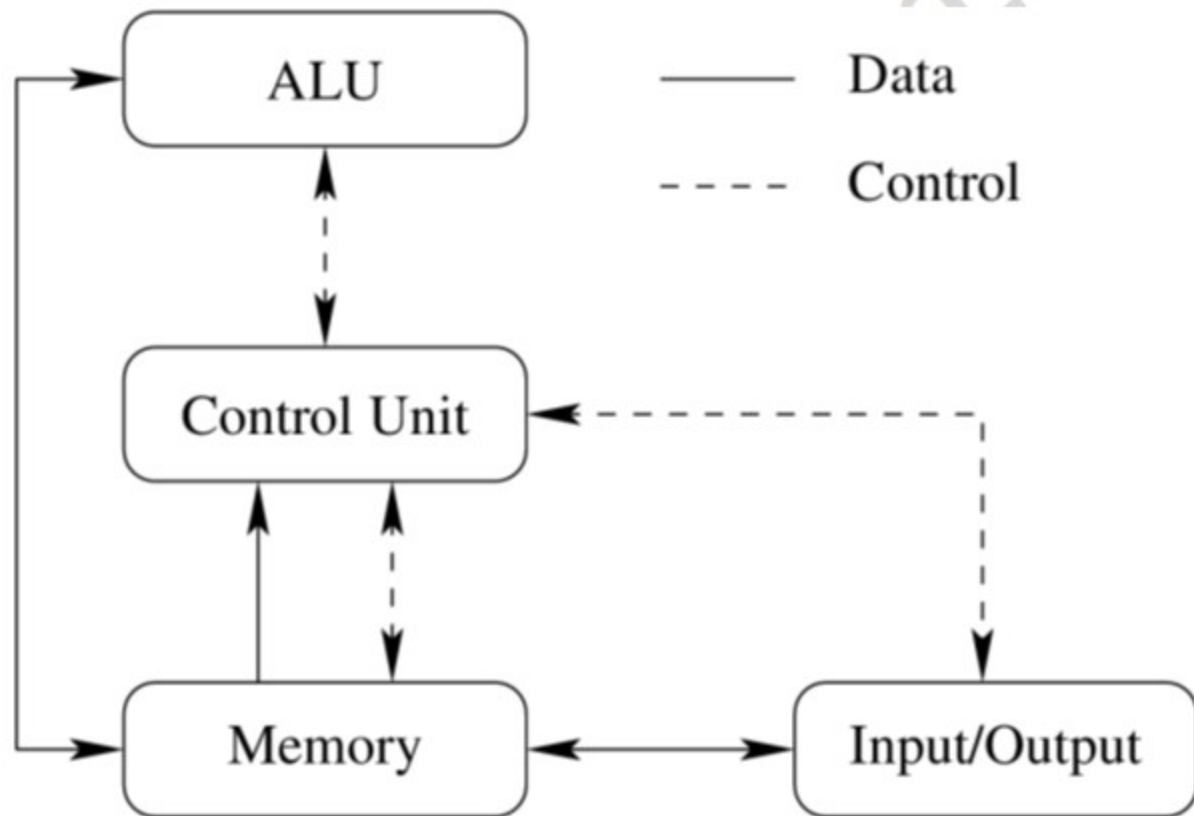 ALU
Data
Control
Control Unit
Memory
Input/Output